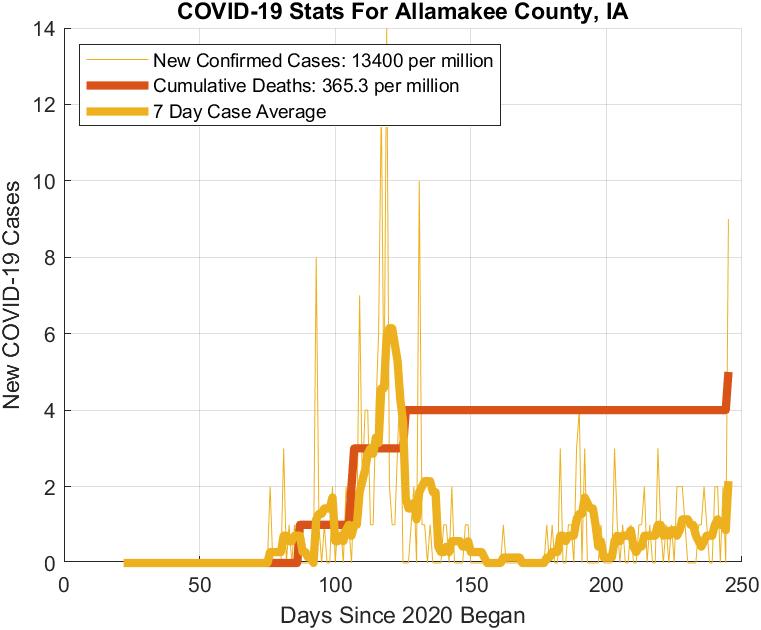 COVID-19 Stats For Allamakee County, IA
New Confirmed Cases: 13400 per million
Cumulative Deaths: 365.3 per million
7 Day Case Average
New COVID-19 Cases
14
12
10
8
6
4
2
0
0 50 100 150 200 250
Days Since 2020 Began